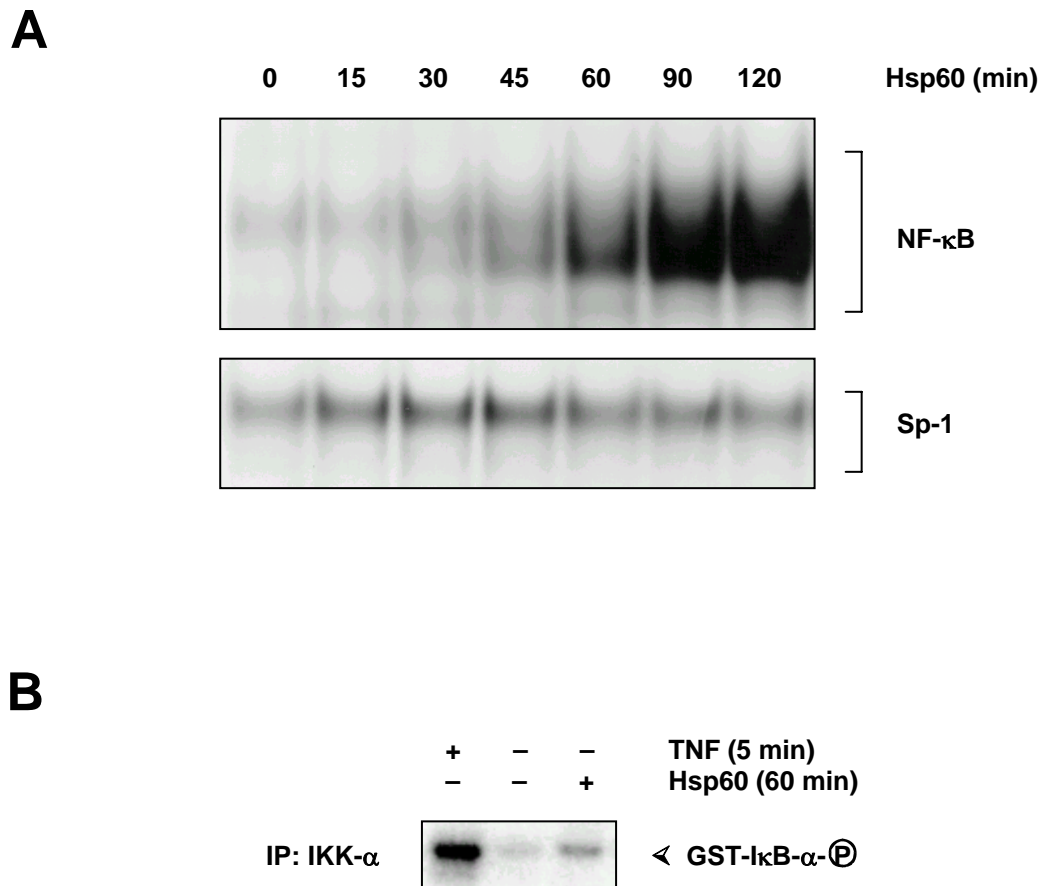 A
0 15 30 45 60 90 120 Hsp60 (min)
NF-κB
Sp-1
B
+ – – TNF (5 min)
– – + Hsp60 (60 min)
IP: IKK-α GST-IκB-α-Ⓟ